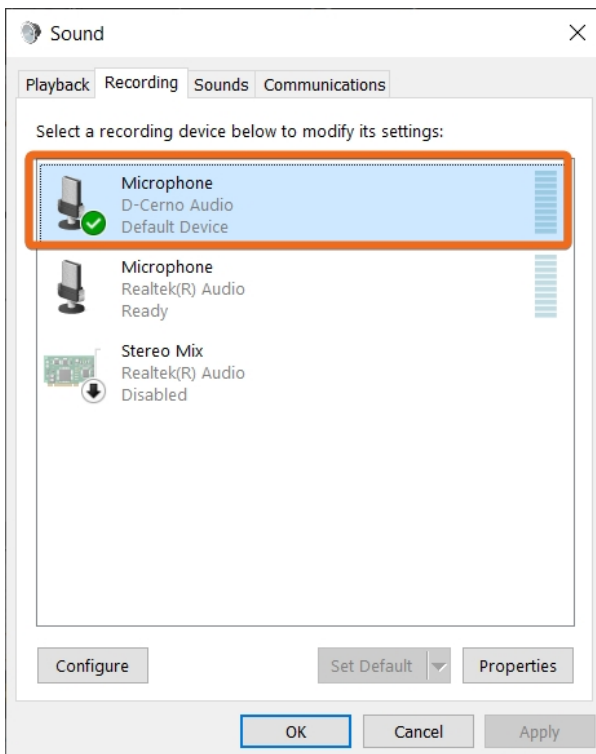 Sound
Playback Recording Sounds Communications
Select a recording device below to modify its settings:
Microphone
D-Cerno Audio
Default Device
Microphone
Realtek(R) Audio
Ready
Stereo Mix
Realtek(R) Audio
Disabled
Configure Set Default Properties
OK Cancel Apply